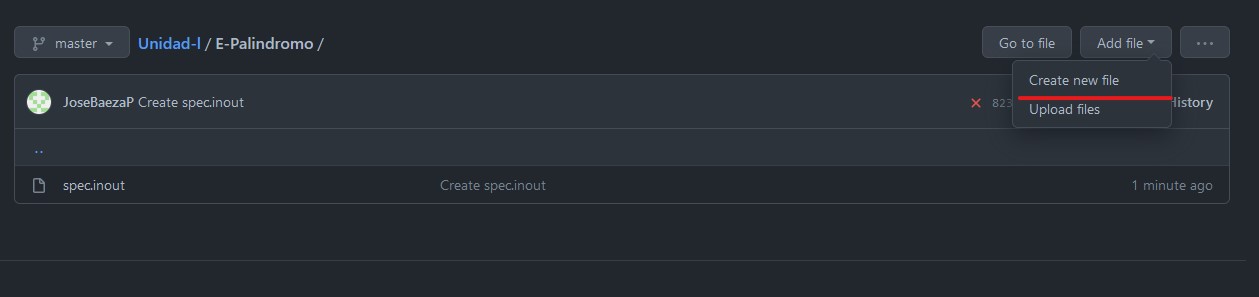 master Unidad-I / E-Palindromo / Go to file Add file ...
Create new file
JoseBaezaP Create spec.inout 823 History
Upload files
..
spec.inout Create spec.inout 1 minute ago